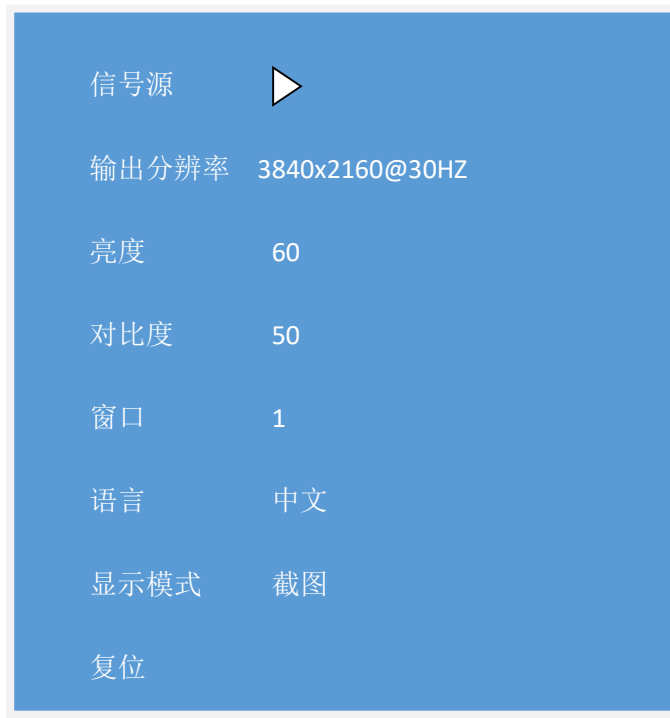 信号源
输出分辨率 3840x2160@30HZ
亮度 60
对比度 50
窗口 1
语言 中文
显示模式 截图
复位